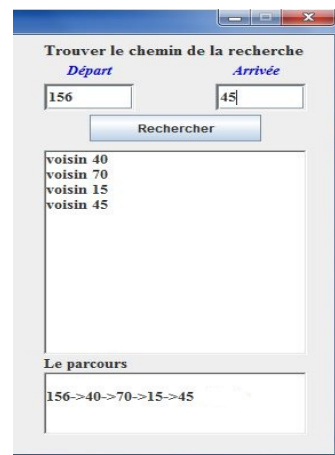 Trouver le chemin de la recherche
Départ Arrivée
156 45
Rechercher
voisin 40
voisin 70
voisin 15
voisin 45
Le parcours
156->40->70->15->45